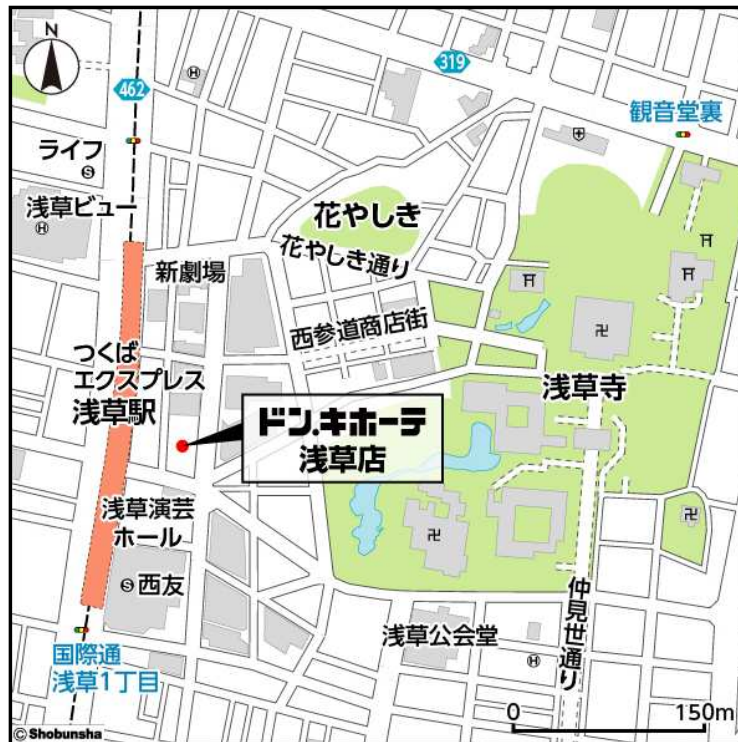 N
462
319
観音堂裏
ライフ
浅草ビュー
花やしき
花やしき通り
新劇場
西参道商店街
つくば
エクスプレス
浅草駅
浅草寺
ドン.キホーテ
浅草店
浅草演芸
ホール
西友
仲見世通り
浅草公会堂
国際通
浅草1丁目
0 150m
© Shobunsha